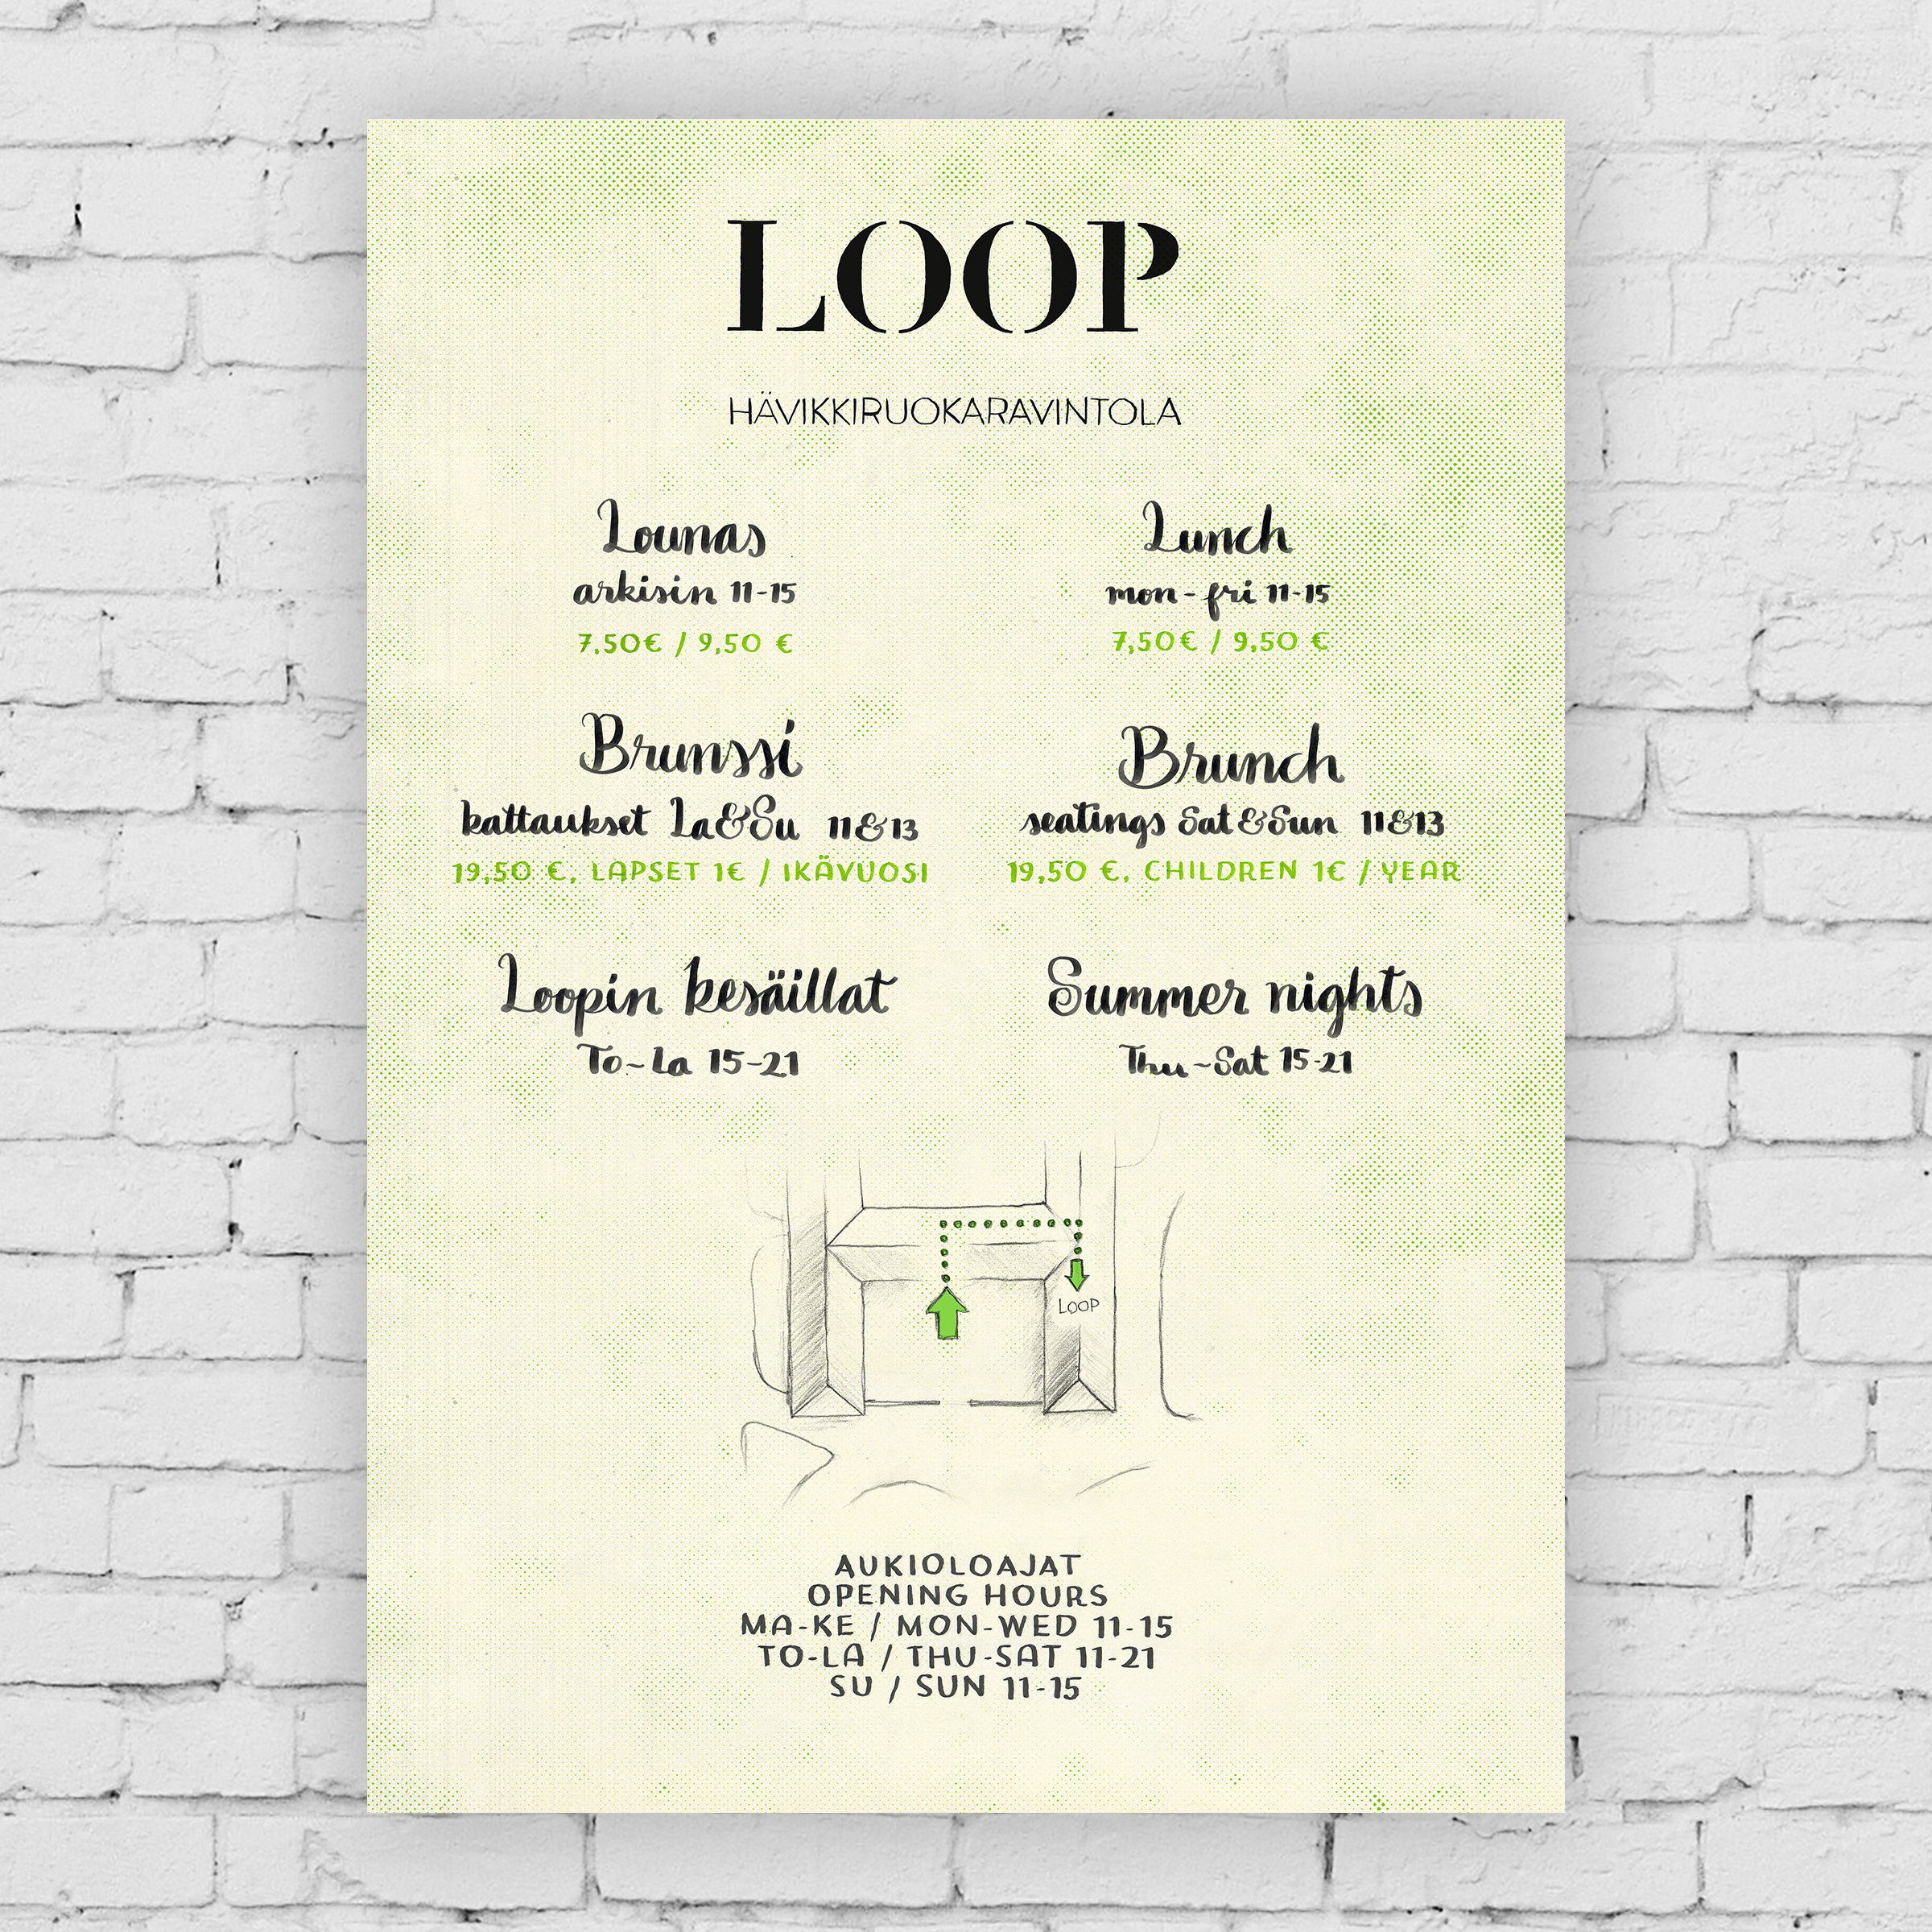 LOOP
HÄVIKKIRUOKARAVINTOLA
Lounas
arkisin 11-15
7.50€ / 9,50 €
Brunssi
kattaukset La&Su 11&13
19,50 €, LAPSET 1€ / IKÄVUOSI
Loopin kesäillat
To-La 15-21
Lunch
mon-fri 11-15
7,50€ / 9,50 €
Brunch
seatings Sat&Sun 11&13
19,50 €, CHILDREN 1€ / YEAR
Summer nights
Thu-Sat 15-21
LOOP
AUKIOLOAJAT
OPENING HOURS
MA-KE / MON-WED 11-15
TO-LA / THU-SAT 11-21
SU / SUN 11-15